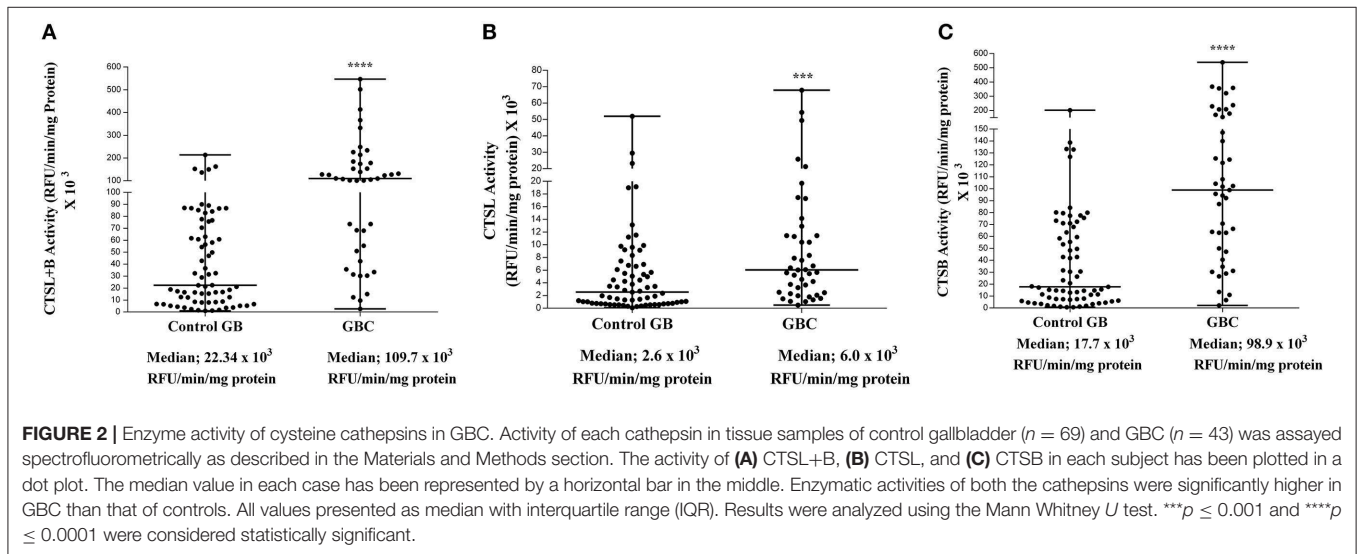 A
CTSL+B Activity (RFU/min/mg Protein)
X 10³
600
500
400
300
200
100
100
90
80
70
60
50
40
30
20
10
0
****
Control GB
GBC
Median; 22.34 x 10³
RFU/min/mg protein
Median; 109.7 x 10³
RFU/min/mg protein
B
CTSL Activity
(RFU/min/mg protein) X 10³
80
70
60
50
40
30
20
20
18
16
14
12
10
8
6
4
2
0
***
Control GB
GBC
Median; 2.6 x 10³
RFU/min/mg protein
Median; 6.0 x 10³
RFU/min/mg protein
C
CTSB Activity (RFU/min/mg protein)
X 10³
600
500
400
300
200
150
150
140
130
120
110
100
90
80
70
60
50
40
30
20
10
0
****
Control GB
GBC
Median; 17.7 x 10³
RFU/min/mg protein
Median; 98.9 x 10³
RFU/min/mg protein
FIGURE 2 | Enzyme activity of cysteine cathepsins in GBC. Activity of each cathepsin in tissue samples of control gallbladder (n = 69) and GBC (n = 43) was assayed
spectrofluorometrically as described in the Materials and Methods section. The activity of (A) CTSL+B, (B) CTSL, and (C) CTSB in each subject has been plotted in a
dot plot. The median value in each case has been represented by a horizontal bar in the middle. Enzymatic activities of both the cathepsins were significantly higher in
GBC than that of controls. All values presented as median with interquartile range (IQR). Results were analyzed using the Mann Whitney U test. ***p ≤ 0.001 and ****p
≤ 0.0001 were considered statistically significant.